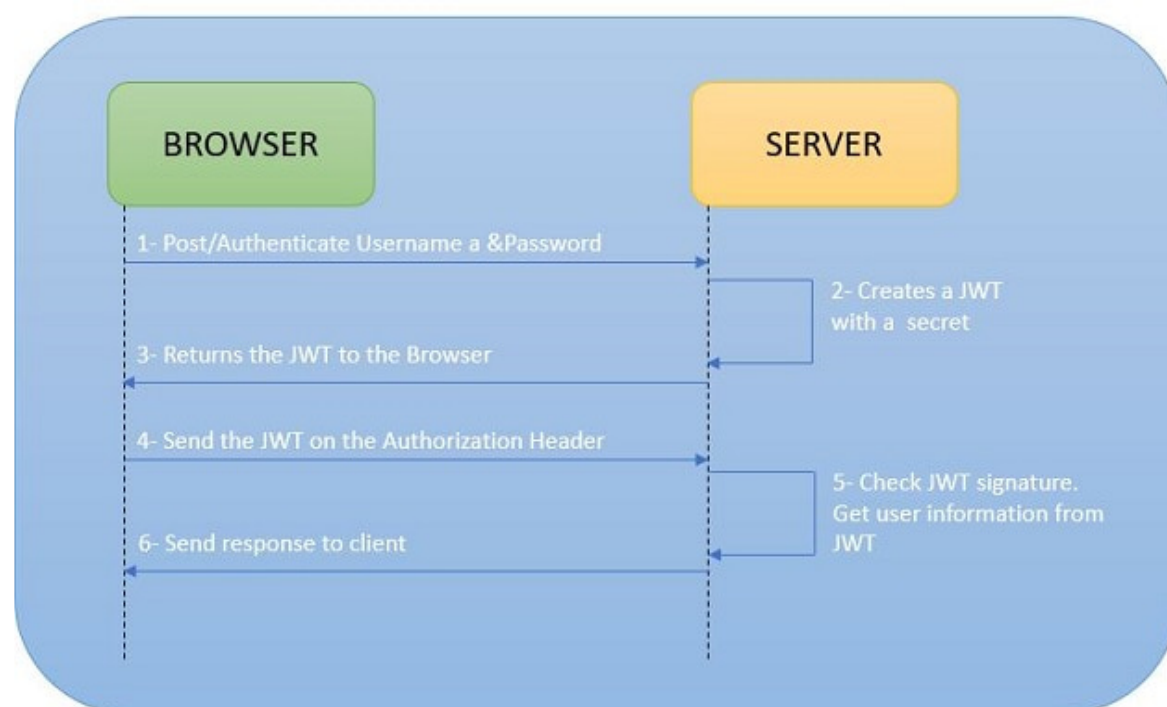 BROWSER
SERVER
1- Post/Authenticate Username a &Password
2- Creates a JWT
with a secret
3- Returns the JWT to the Browser
4- Send the JWT on the Authorization Header
5- Check JWT signature.
Get user information from
JWT
6- Send response to client